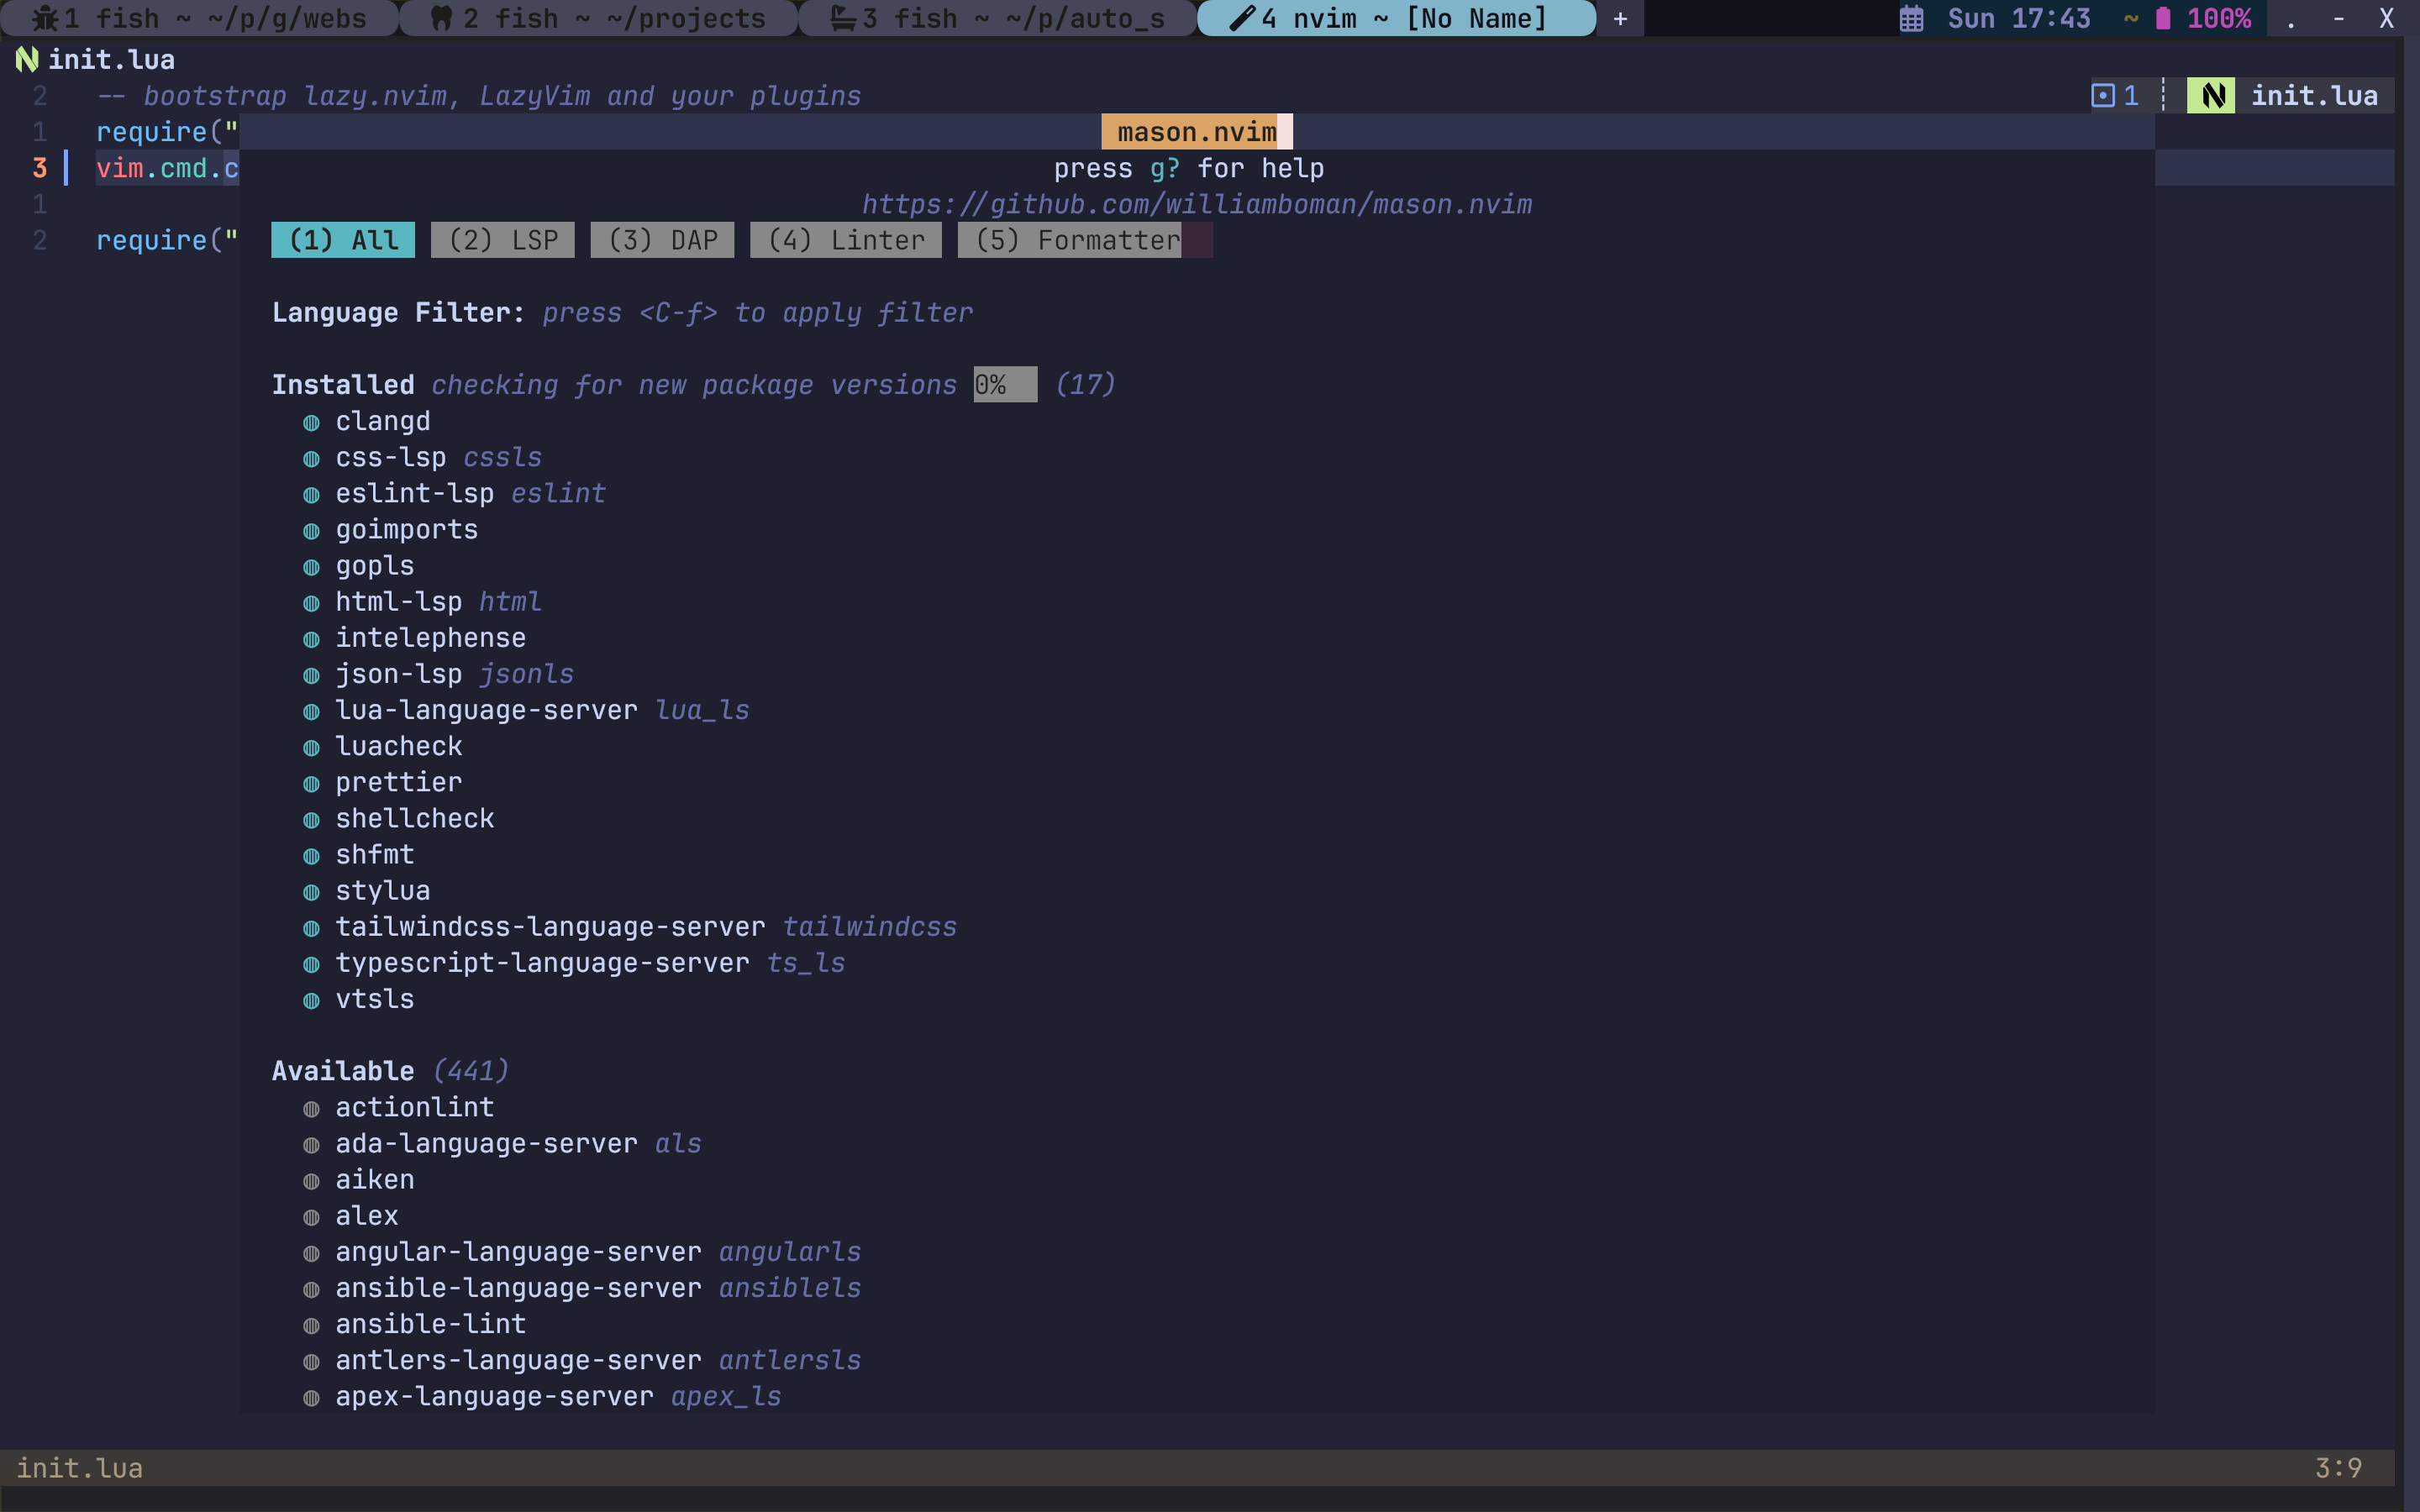 1 fish ~ ~/p/g/webs 2 fish ~ ~/projects 3 fish ~ ~/p/auto_s 4 nvim ~ [No Name] + Sun 17:43 ~ 100% . - X
init.lua
2 -- bootstrap lazy.nvim, LazyVim and your plugins 1 init.lua
1 require(" mason.nvim
3 vim.cmd.c press g? for help
1 https://github.com/williamboman/mason.nvim
2 require(" (1) All (2) LSP (3) DAP (4) Linter (5) Formatter
Language Filter: press <C-f> to apply filter
Installed checking for new package versions 0% (17)
◍ clangd
◍ css-lsp cssls
◍ eslint-lsp eslint
◍ goimports
◍ gopls
◍ html-lsp html
◍ intelephense
◍ json-lsp jsonls
◍ lua-language-server lua_ls
◍ luacheck
◍ prettier
◍ shellcheck
◍ shfmt
◍ stylua
◍ tailwindcss-language-server tailwindcss
◍ typescript-language-server ts_ls
◍ vtsls
Available (441)
◍ actionlint
◍ ada-language-server als
◍ aiken
◍ alex
◍ angular-language-server angularls
◍ ansible-language-server ansiblels
◍ ansible-lint
◍ antlers-language-server antlersls
◍ apex-language-server apex_ls
init.lua 3:9